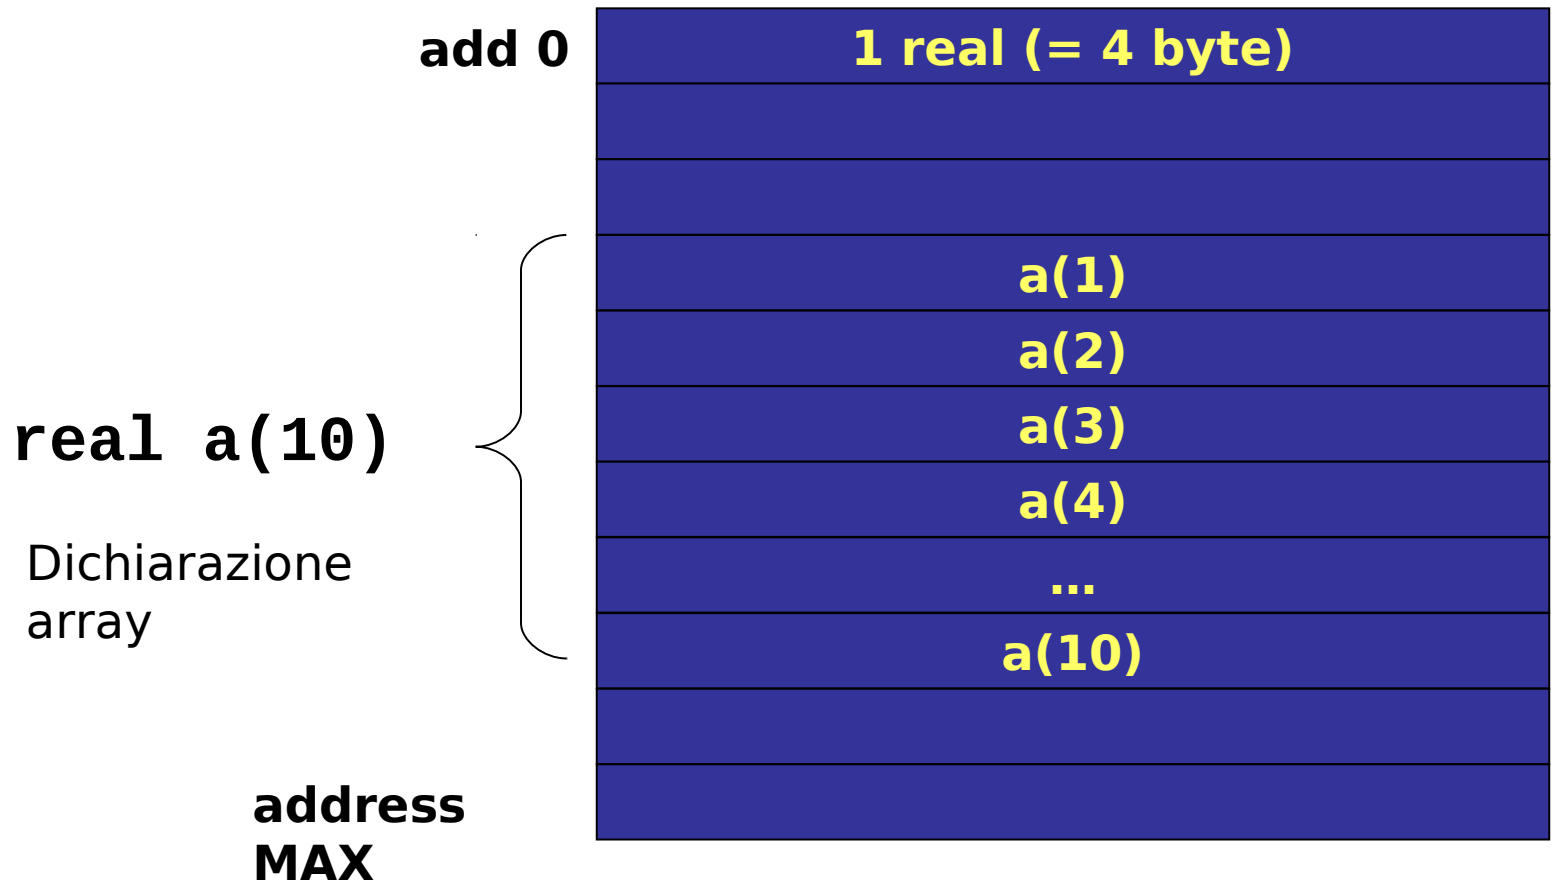 add 0
1 real (= 4 byte)
a(1)
a(2)
a(3)
real a(10)
a(4)
Dichiarazione
array
…
a(10)
address
MAX